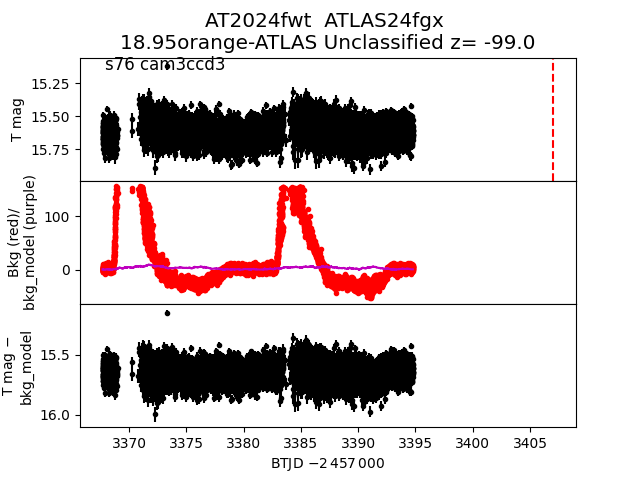 AT2024fwt  ATLAS24fgx
18.95orange-ATLAS Unclassified z= -99.0
s76 cam3ccd3
15.25
15.50
15.75
T mag
100
0
Bkg (red)/
bkg_model (purple)
15.5
16.0
T mag −
bkg_model
3370 3375 3380 3385 3390 3395 3400 3405
BTJD −2 457 000